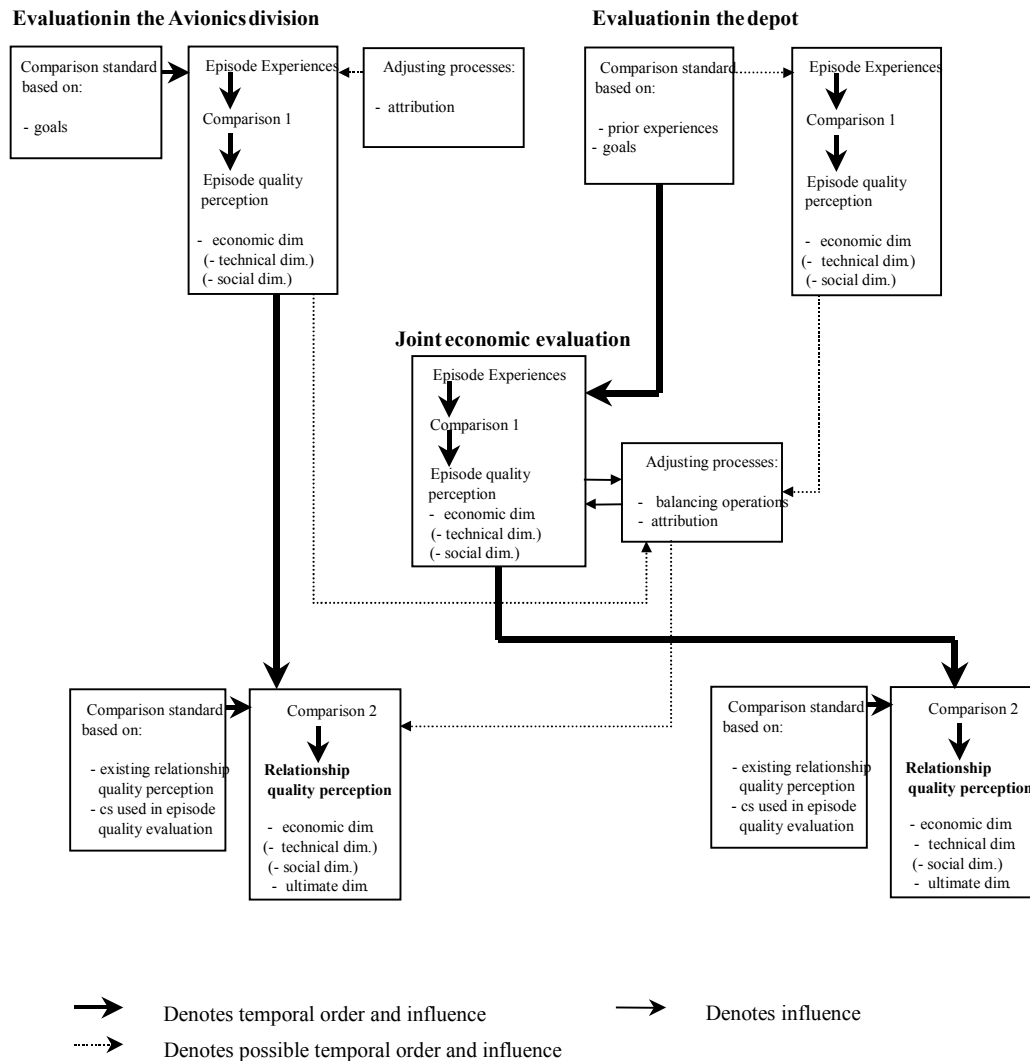 Evaluationin the Avionics division
Comparison standard
based on:
- goals
Episode Experiences
Comparison 1
Episode quality
perception
- economic dim
(- technical dim.)
(- social dim.)
Adjusting processes:
- attribution
Evaluationin the depot
Comparison standard
based on:
- prior experiences
- goals
Episode Experiences
Comparison 1
Episode quality
perception
- economic dim
(- technical dim.)
(- social dim.)
Joint economic evaluation
Episode Experiences
Comparison 1
Episode quality
perception
- economic dim
(- technical dim.)
(- social dim.)
Adjusting processes:
- balancing operations
- attribution
Comparison standard
based on:
- existing relationship
quality perception
- cs used in episode
quality evaluation
Comparison 2
Relationship
quality perception
- economic dim
(- technical dim.)
(- social dim.)
- ultimate dim
Comparison standard
based on:
- existing relationship
quality perception
- cs used in episode
quality evaluation
Comparison 2
Relationship
quality perception
- economic dim
- technical dim
(- social dim.)
- ultimate dim
Denotes temporal order and influence
Denotes influence
Denotes possible temporal order and influence